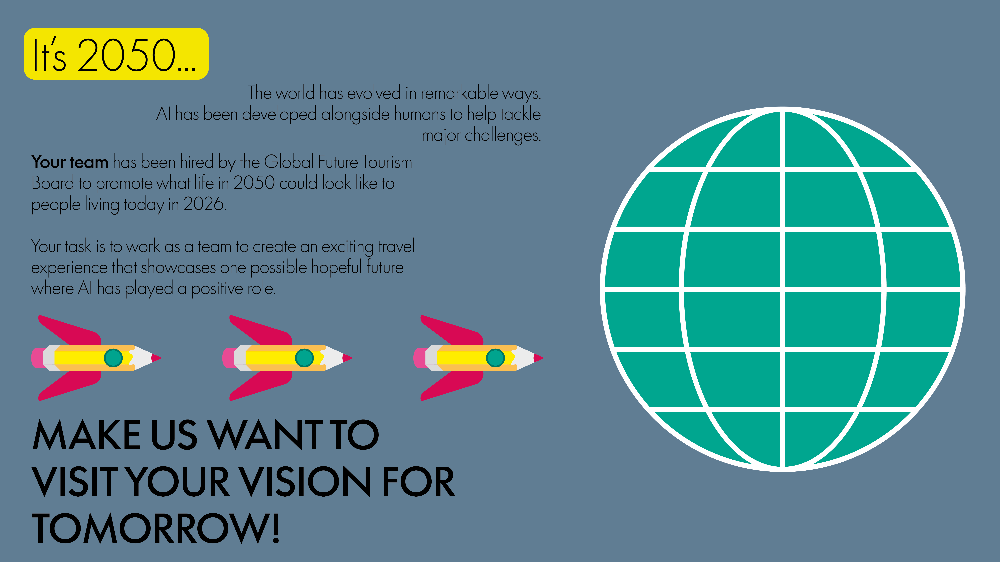 It's 2050...
The world has evolved in remarkable ways.
AI has been developed alongside humans to help tackle
major challenges.
Your team has been hired by the Global Future Tourism
Board to promote what life in 2050 could look like to
people living today in 2026.
Your task is to work as a team to create an exciting travel
experience that showcases one possible hopeful future
where AI has played a positive role.
MAKE US WANT TO
VISIT YOUR VISION FOR
TOMORROW!